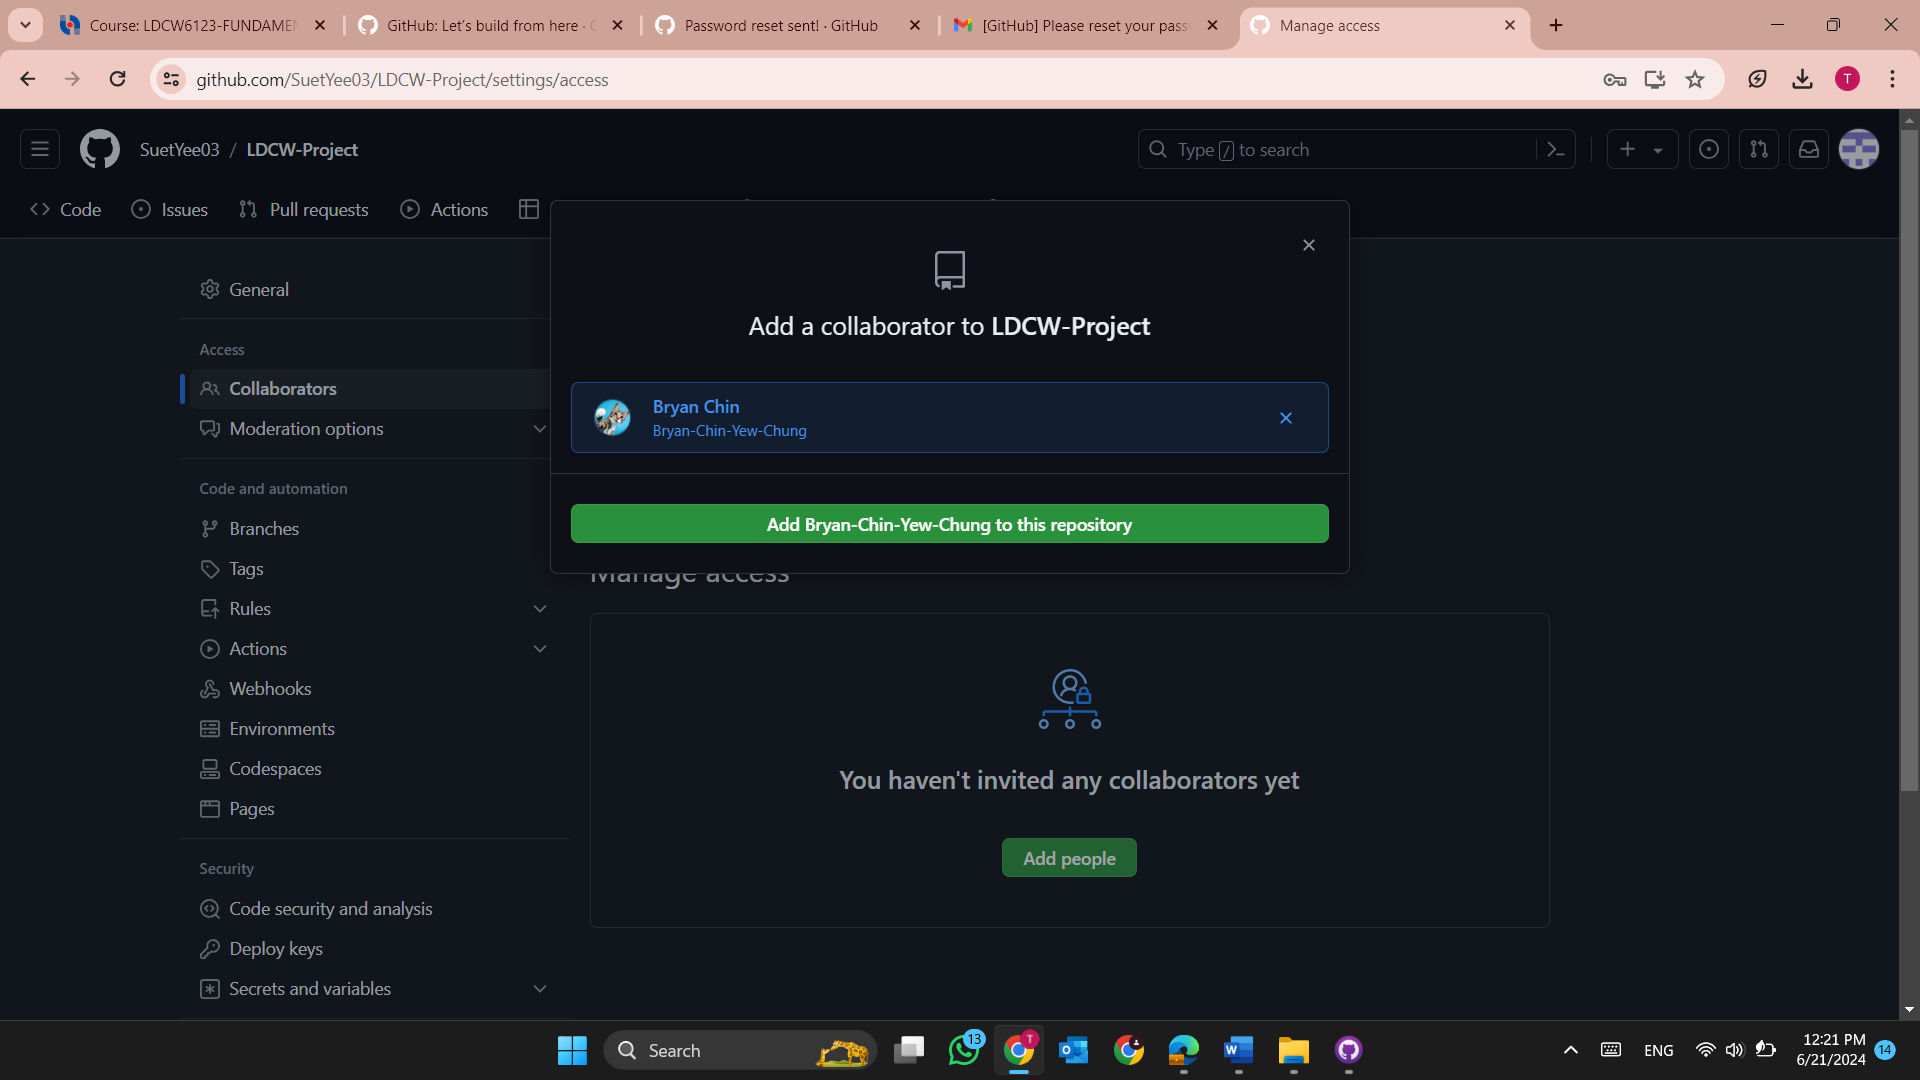 Course: LDCW6123-FUNDAMEN
GitHub: Let's build from here ·
Password reset sent! · GitHub
[GitHub] Please reset your pass
Manage access
github.com/SuetYee03/LDCW-Project/settings/access
T
SuetYee03 / LDCW-Project
Type / to search
Code
Issues
Pull requests
Actions
Add a collaborator to LDCW-Project
Bryan Chin
Bryan-Chin-Yew-Chung
Add Bryan-Chin-Yew-Chung to this repository
General
Access
Collaborators
Moderation options
Code and automation
Branches
Tags
Rules
Actions
Webhooks
Environments
Codespaces
Pages
Security
Code security and analysis
Deploy keys
Secrets and variables
Manage access
You haven't invited any collaborators yet
Add people
Search
13
T
ENG
12:21 PM
6/21/2024
14